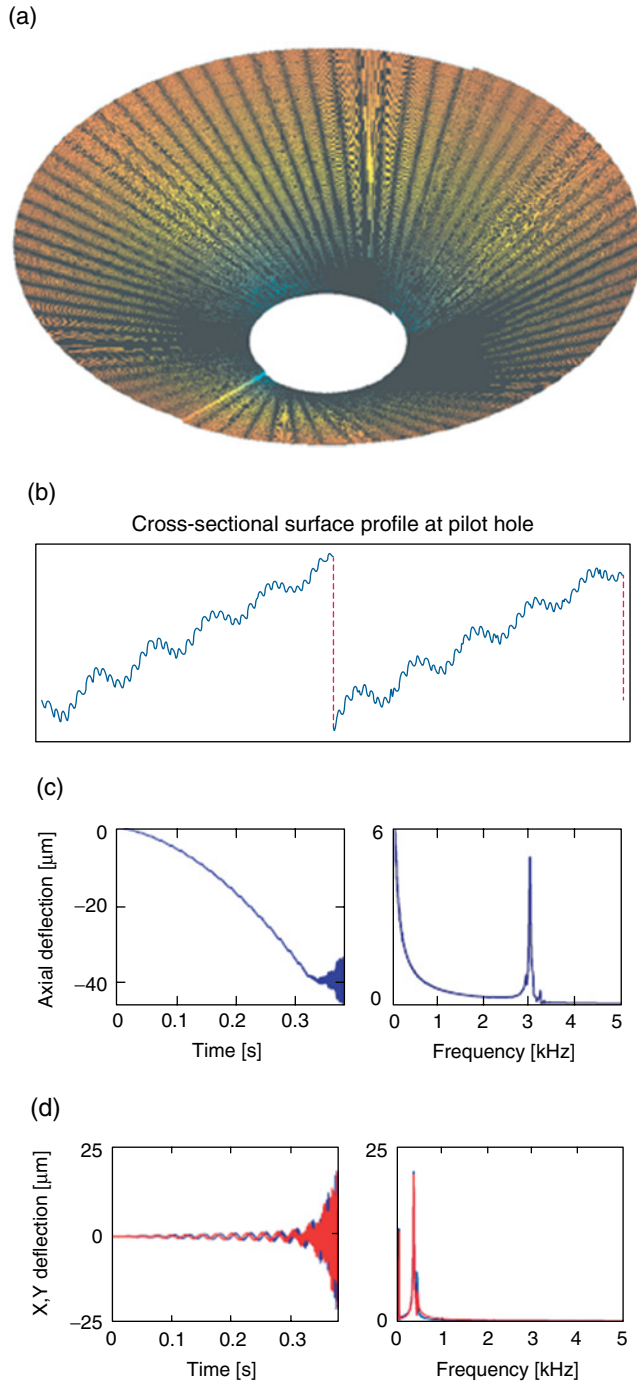 (a)
(b)
Cross-sectional surface profile at pilot hole
(c)
Axial deflection [μm]
0
−20
−40
0 0.1 0.2 0.3
Time [s]
6
0
0 1 2 3 4 5
Frequency [kHz]
(d)
X,Y deflection [μm]
25
0
−25
0 0.1 0.2 0.3
Time [s]
25
0
0 1 2 3 4 5
Frequency [kHz]